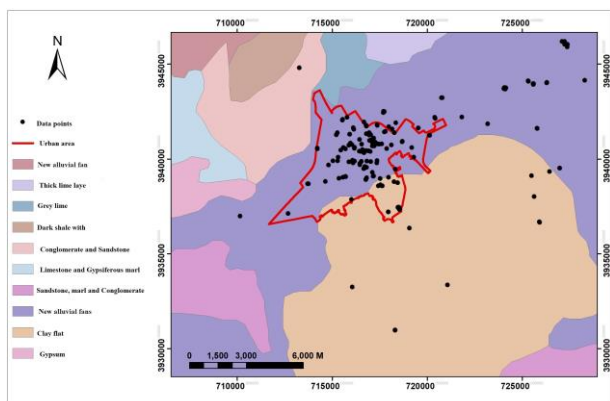 710000 715000 720000 725000
N
Data points
Urban area
New alluvial fan
Thick lime laye
Grey lime
Dark shale with
Conglomerate and Sandstone
Limestone and Gypsiferous marl
Sandstone, marl and Conglomerate
New alluvial fans
Clay flat
Gypsum
3945000
3940000
3935000
3930000
3945000
3940000
3935000
3930000
0 1,500 3,000 6,000 M
710000 715000 720000 725000